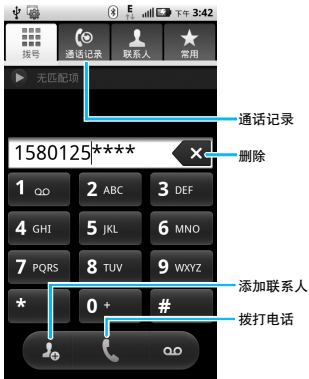 E 下午 3:42
拨号 通话记录 联系人 常用
无匹配项
通话记录
1580125****
删除
1 2 ABC 3 DEF
4 GHI 5 JKL 6 MNO
7 PQRS 8 TUV 9 WXYZ
* 0 + #
添加联系人
拨打电话